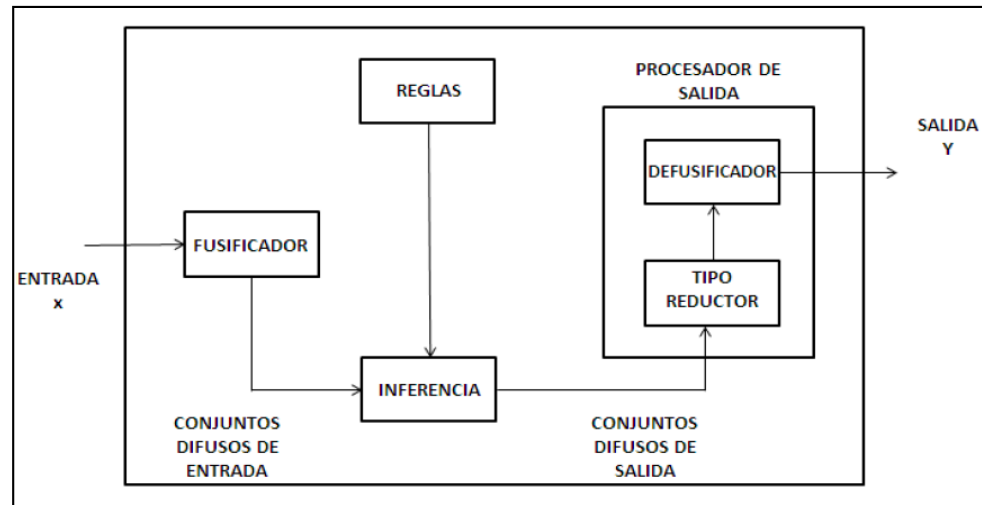 REGLAS
PROCESADOR DE
SALIDA
SALIDA
Y
DEFUSIFICADOR
FUSIFICADOR
ENTRADA
x
TIPO
REDUCTOR
INFERENCIA
CONJUNTOS
DIFUSOS DE
ENTRADA
CONJUNTOS
DIFUSOS DE
SALIDA